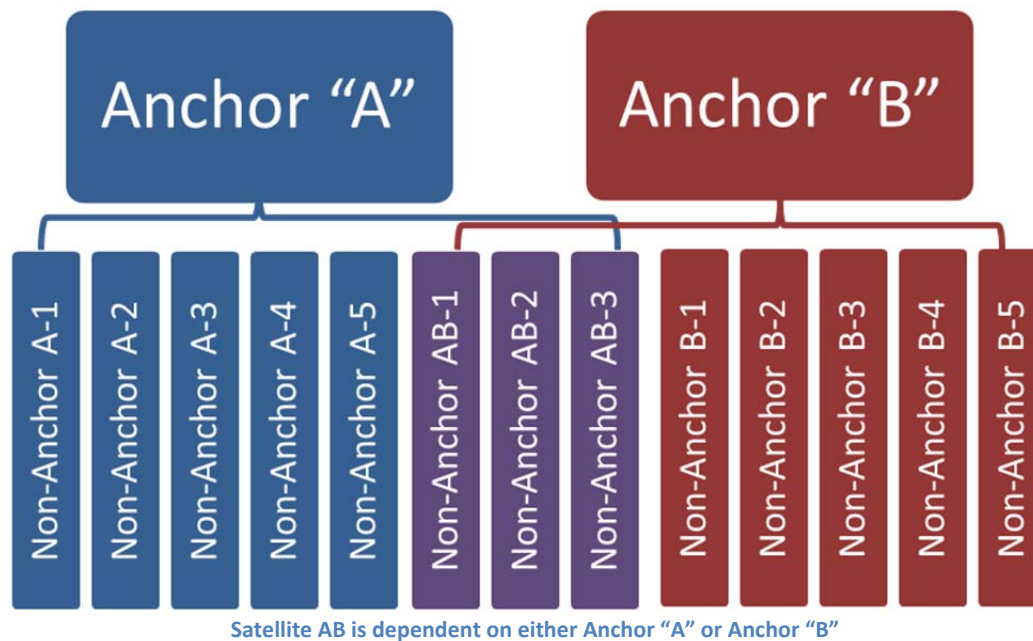 Anchor “A”
Anchor “B”
Non-Anchor A-1
Non-Anchor A-2
Non-Anchor A-3
Non-Anchor A-4
Non-Anchor A-5
Non-Anchor AB-1
Non-Anchor AB-2
Non-Anchor AB-3
Non-Anchor B-1
Non-Anchor B-2
Non-Anchor B-3
Non-Anchor B-4
Non-Anchor B-5
Satellite AB is dependent on either Anchor “A” or Anchor “B”